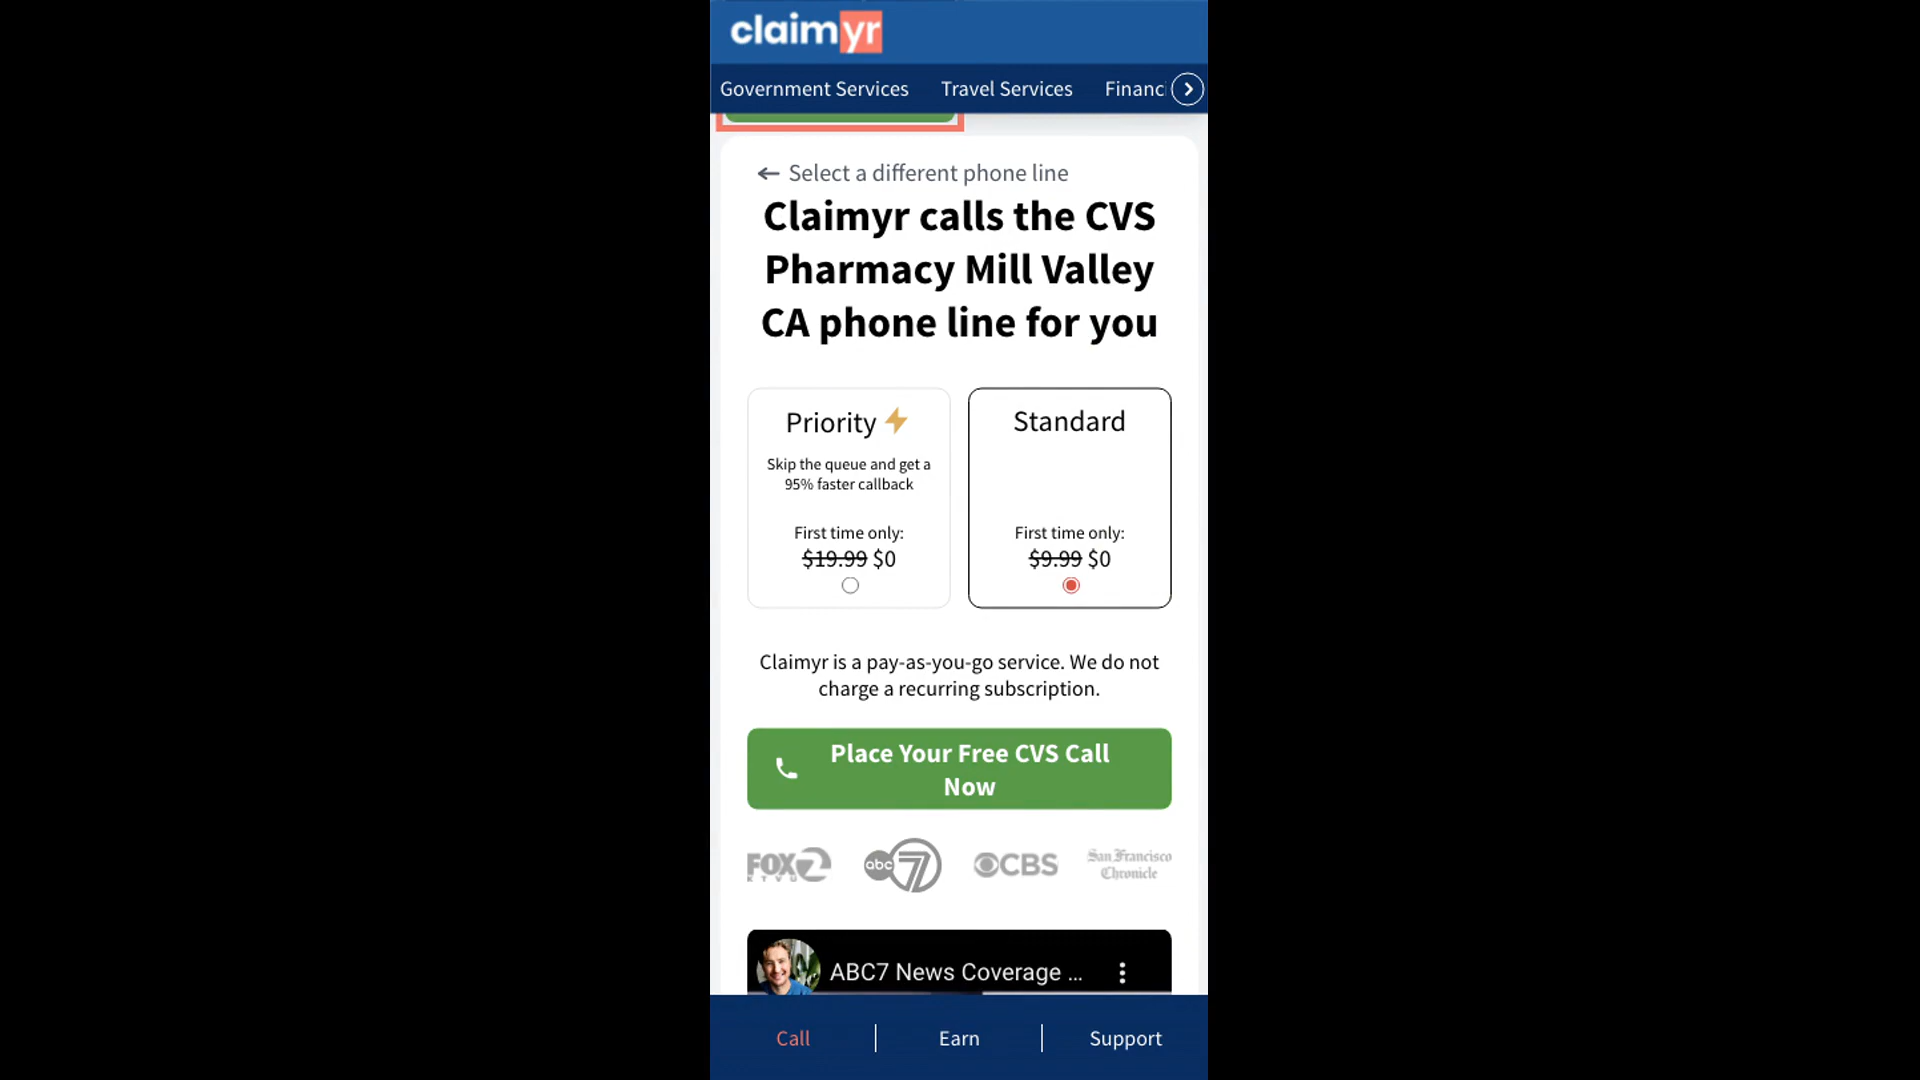 claimyr
Government Services Travel Services Financ
Select a different phone line
Claimyr calls the CVS
Pharmacy Mill Valley
CA phone line for you
Priority
Skip the queue and get a
95% faster callback
First time only:
$19.99 $0
Standard
First time only:
$9.99 $0
Claimyr is a pay-as-you-go service. We do not
charge a recurring subscription.
Place Your Free CVS Call
Now
FOX 2
KTVU
abc 7
CBS
San Francisco
Chronicle
ABC7 News Coverage ...
Call
Earn
Support